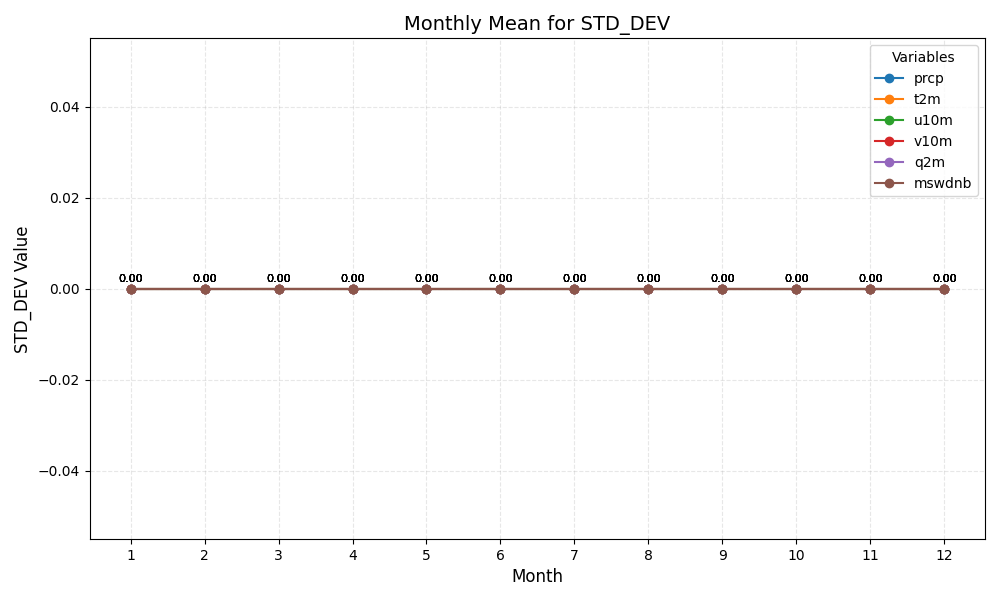 Monthly Mean for STD_DEV
Variables
prcp
t2m
u10m
v10m
q2m
mswdnb
STD_DEV Value
0.04
0.02
0.00
−0.02
−0.04
0.00 0.00 0.00 0.00 0.00 0.00 0.00 0.00 0.00 0.00 0.00 0.00
1 2 3 4 5 6 7 8 9 10 11 12
Month